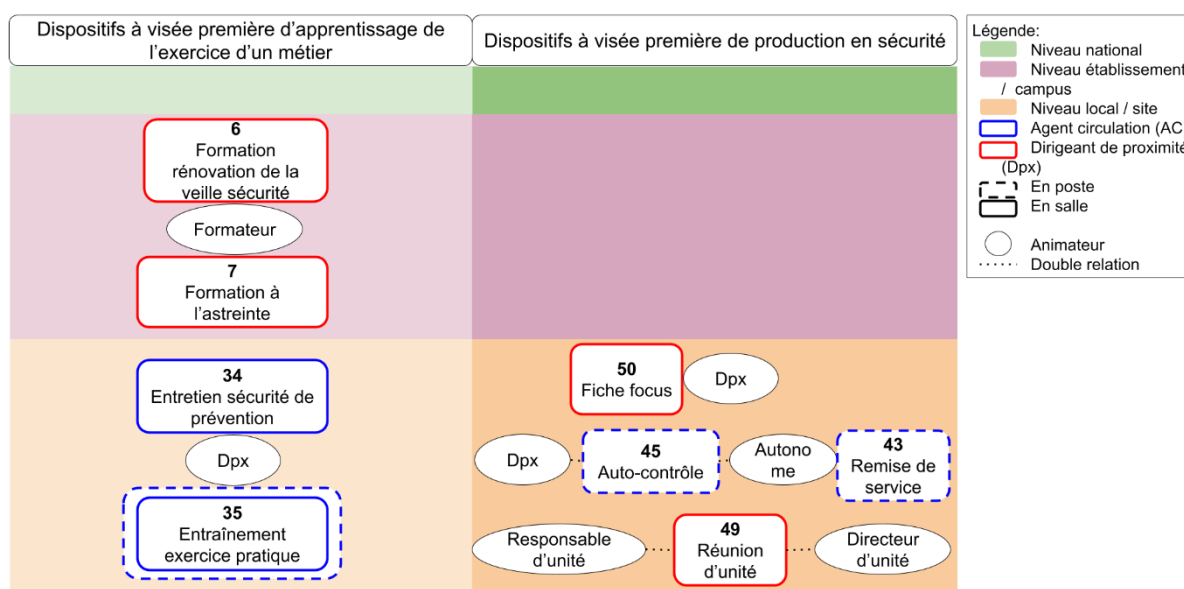 Dispositifs à visée première d’apprentissage de
l’exercice d’un métier
Dispositifs à visée première de production en sécurité
6
Formation
rénovation de la
veille sécurité
Formateur
7
Formation à
l’astreinte
34
Entretien sécurité de
prévention
Dpx
35
Entraînement
exercice pratique
50
Fiche focus
Dpx
Dpx
45
Auto-contrôle
Autono
me
43
Remise de
service
Responsable
d’unité
49
Réunion
d’unité
Directeur
d’unité
Légende:
Niveau national
Niveau établissement
/ campus
Niveau local / site
Agent circulation (AC
Dirigeant de proximité
(Dpx)
En poste
En salle
Animateur
Double relation